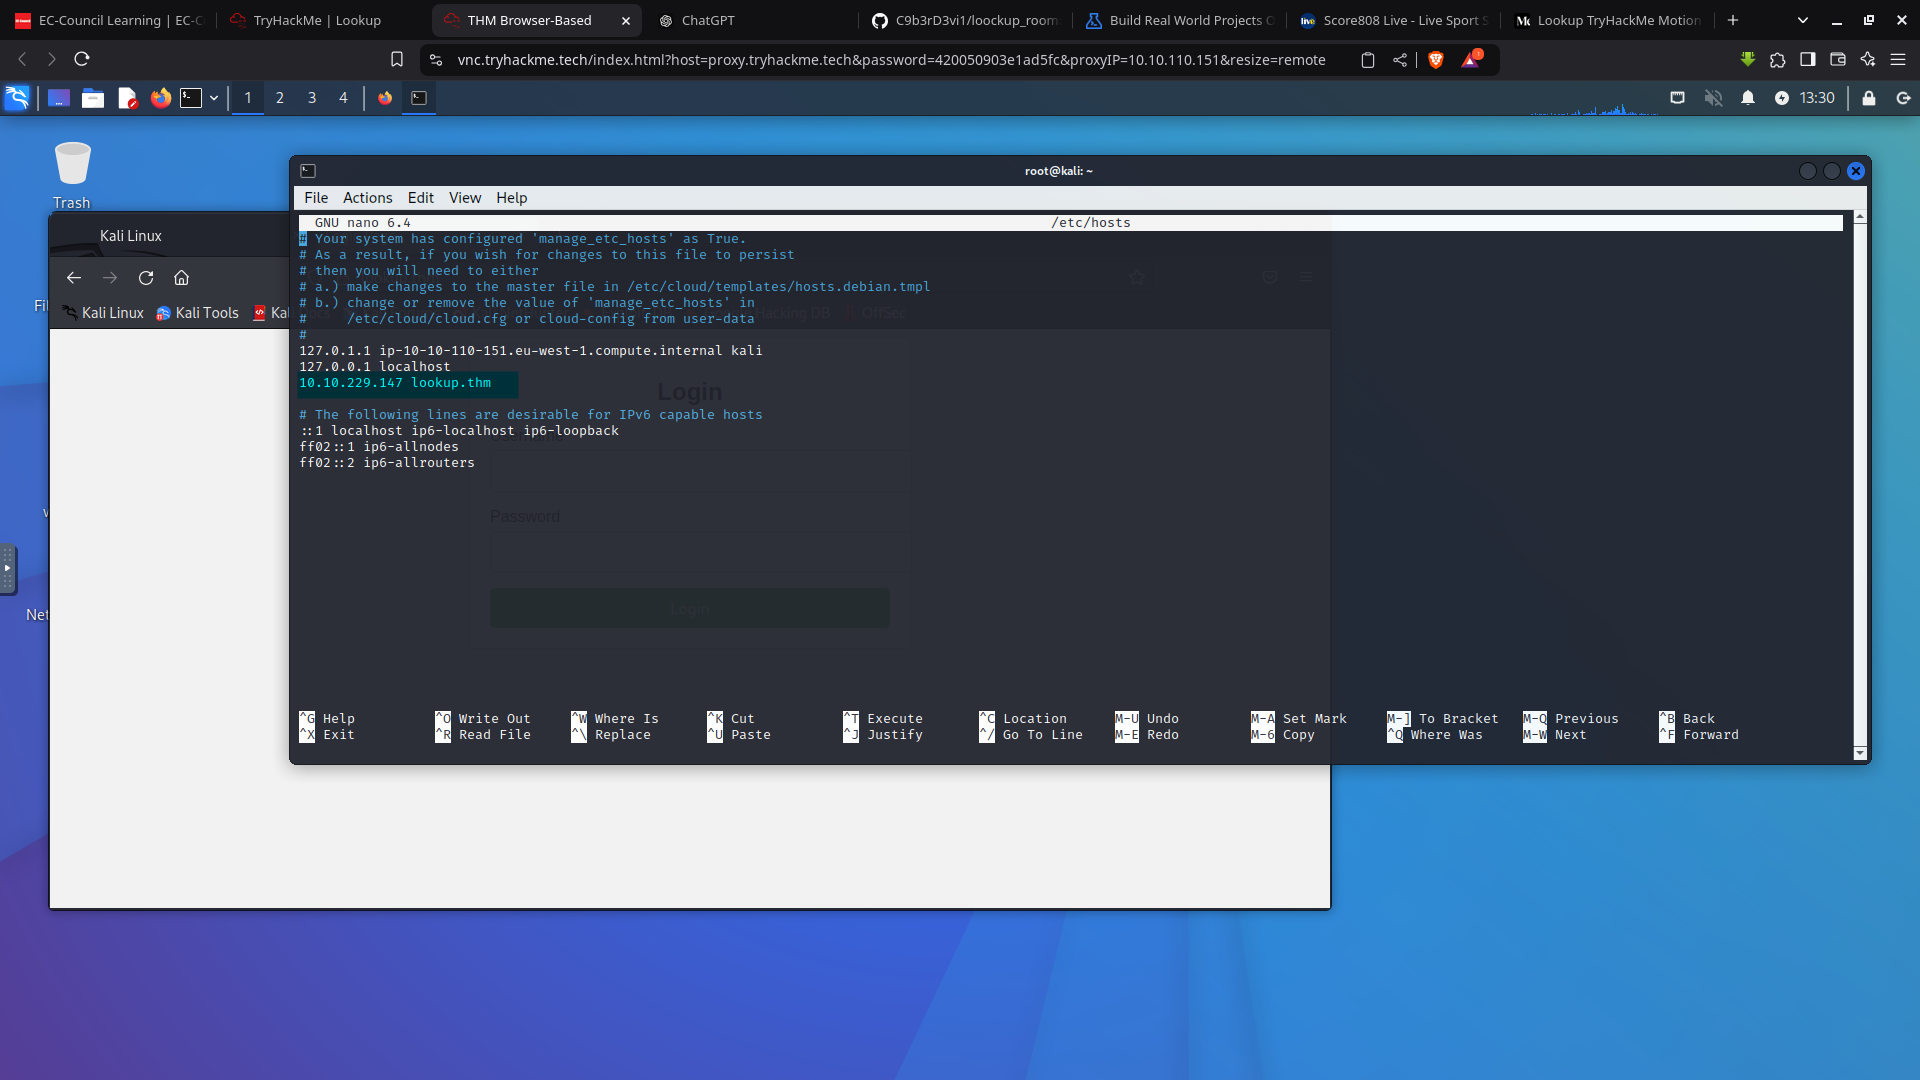 EC-Council Learning | EC-C
TryHackMe | Lookup
THM Browser-Based
ChatGPT
C9b3rD3vi1/loockup_room
Build Real World Projects O
Score808 Live - Live Sport S
Lookup TryHackMe Motion
vnc.tryhackme.tech/index.html?host=proxy.tryhackme.tech&password=420050903e1ad5fc&proxyIP=10.10.110.151&resize=remote
1
1 2 3 4
13:30
Trash
root@kali: ~
File Actions Edit View Help
GNU nano 6.4 /etc/hosts
# Your system has configured 'manage_etc_hosts' as True.
# As a result, if you wish for changes to this file to persist
# then you will need to either
# a.) make changes to the master file in /etc/cloud/templates/hosts.debian.tmpl
# b.) change or remove the value of 'manage_etc_hosts' in
# /etc/cloud/cloud.cfg or cloud-config from user-data
#
127.0.1.1 ip-10-10-110-151.eu-west-1.compute.internal kali
127.0.0.1 localhost
10.10.229.147 lookup.thm
# The following lines are desirable for IPv6 capable hosts
::1 localhost ip6-localhost ip6-loopback
ff02::1 ip6-allnodes
ff02::2 ip6-allrouters
^G Help ^O Write Out ^W Where Is ^K Cut ^T Execute ^C Location M-U Undo M-A Set Mark M-] To Bracket M-Q Previous ^B Back
^X Exit ^R Read File ^\ Replace ^U Paste ^J Justify ^/ Go To Line M-E Redo M-6 Copy ^Q Where Was M-W Next ^F Forward
Kali Linux
Kali Linux Kali Tools Ka
Hacking DB OffSec
Login
Password
Login
Fi
Net